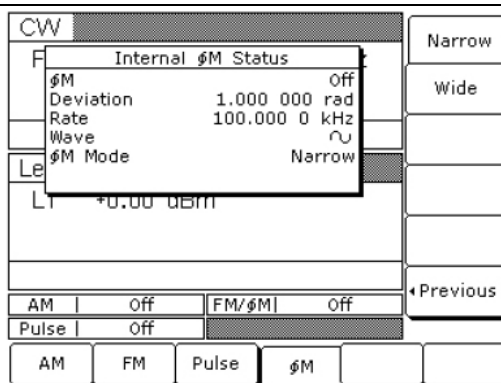 CW
Narrow
Internal ϕM Status
ϕM Off
Deviation 1.000 000 rad
Wide
Rate 100.000 0 kHz
Wave
ϕM Mode Narrow
Le
L1 +0.00 dBm
Previous
AM | Off FM/ϕM| Off
Pulse | Off
AM FM Pulse ϕM